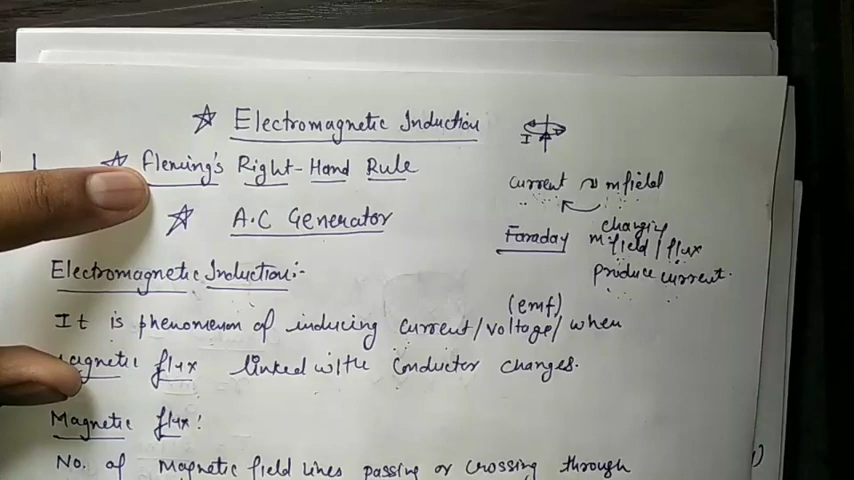 ☆ Electromagnetic Induction
I
☆ Fleming's Right-Hand Rule
current ⇝ mfield
☆ A.C Generator
Faraday changing
m-field / flux
produce current.
Electromagnetic Induction:-
It is phenomenon of inducing current/voltage/(emf) when
magnetic flux linked with conductor changes.
Magnetic flux:
No. of Magnetic field lines passing or crossing through